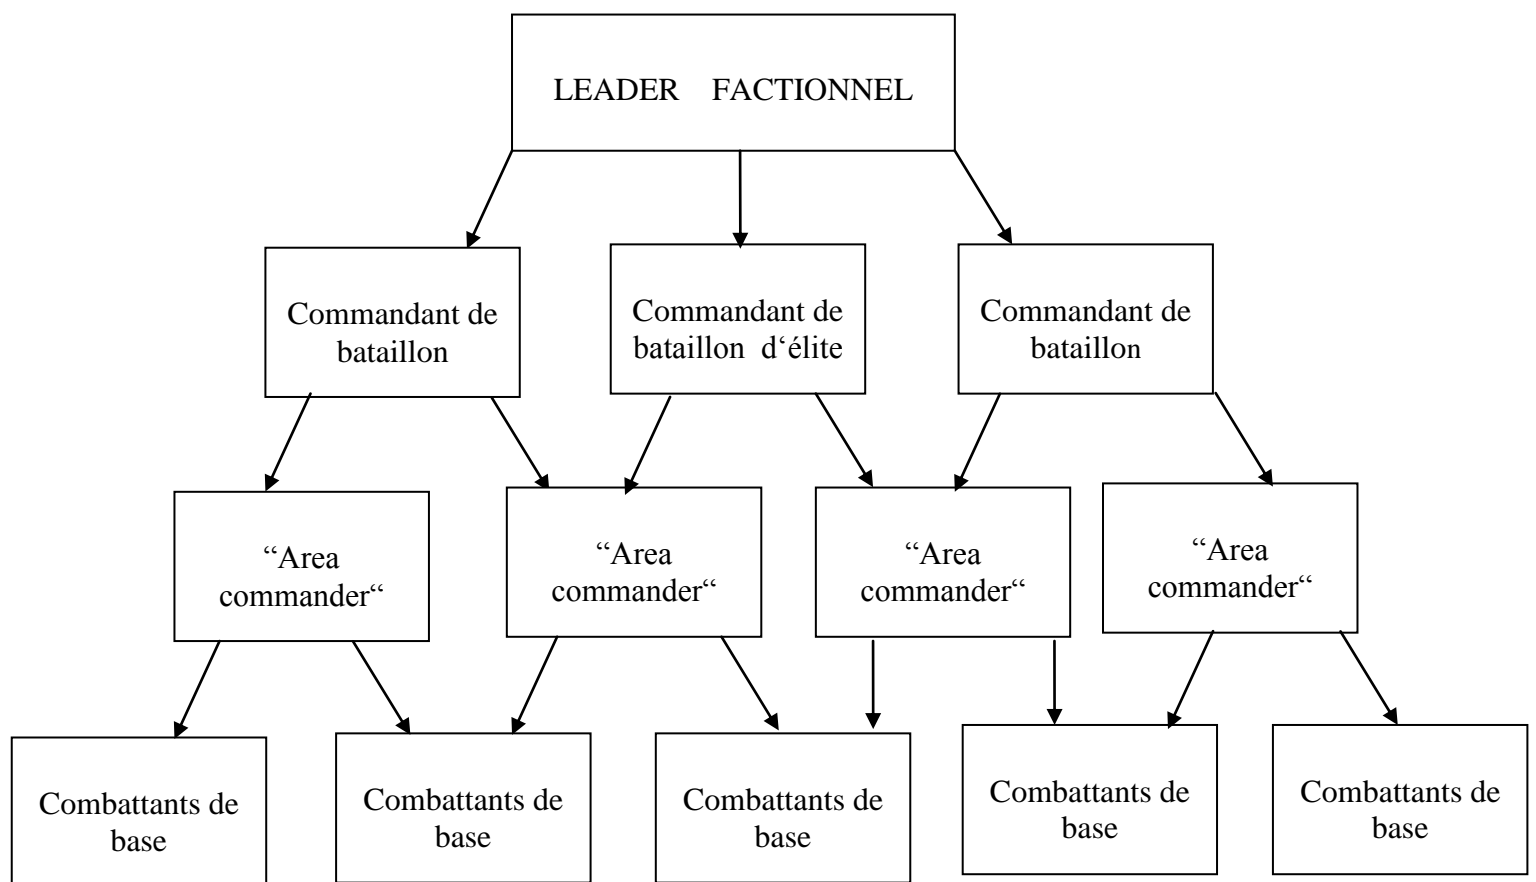 LEADER FACTIONNEL
Commandant de
bataillon
Commandant de
bataillon d‘élite
Commandant de
bataillon
“Area
commander“
“Area
commander“
“Area
commander“
“Area
commander“
Combattants de
base
Combattants de
base
Combattants de
base
Combattants de
base
Combattants de
base